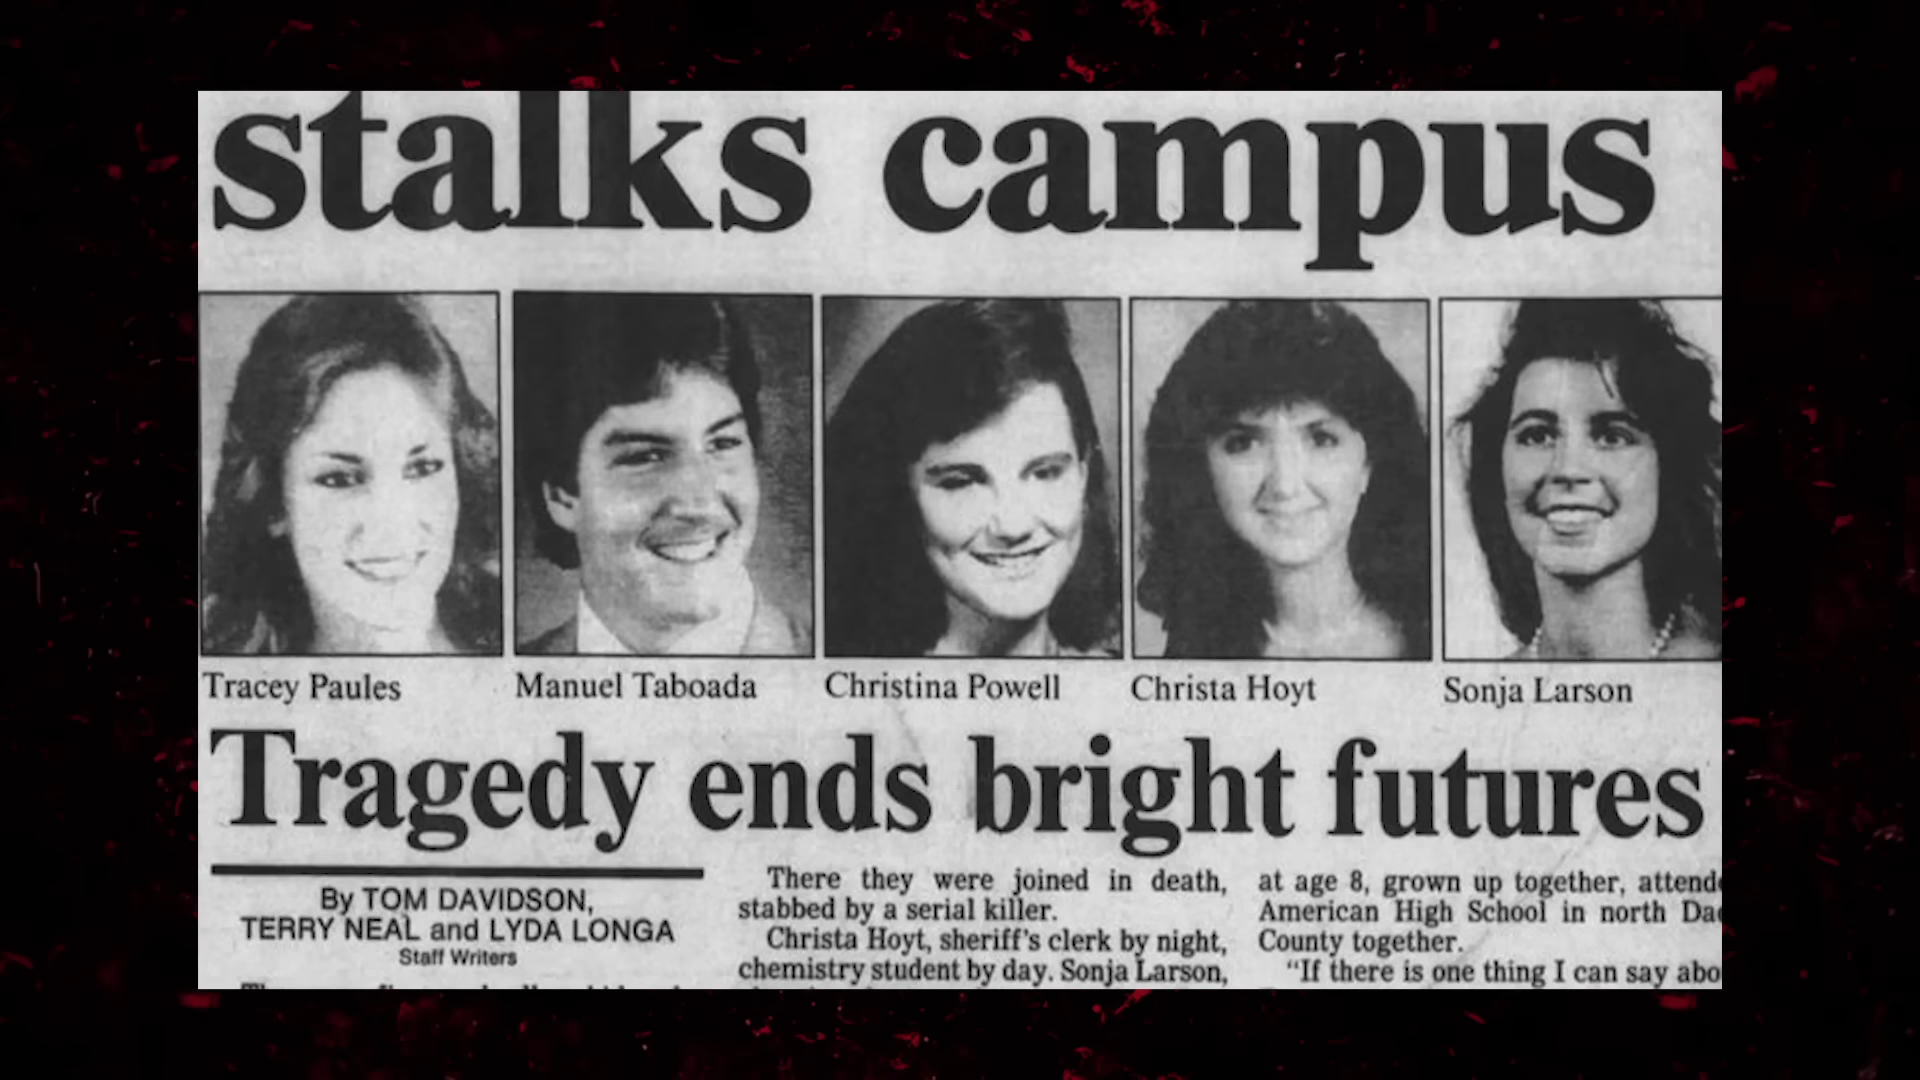 stalks campus
Tracey Paules
Manuel Taboada
Christina Powell
Christa Hoyt
Sonja Larson
Tragedy ends bright futures
By TOM DAVIDSON,
TERRY NEAL and LYDA LONGA
Staff Writers
There they were joined in death,
stabbed by a serial killer.
Christa Hoyt, sheriff's clerk by night,
chemistry student by day. Sonja Larson,
at age 8, grown up together,
American High School in north
County together.
"If there is one thing I can say